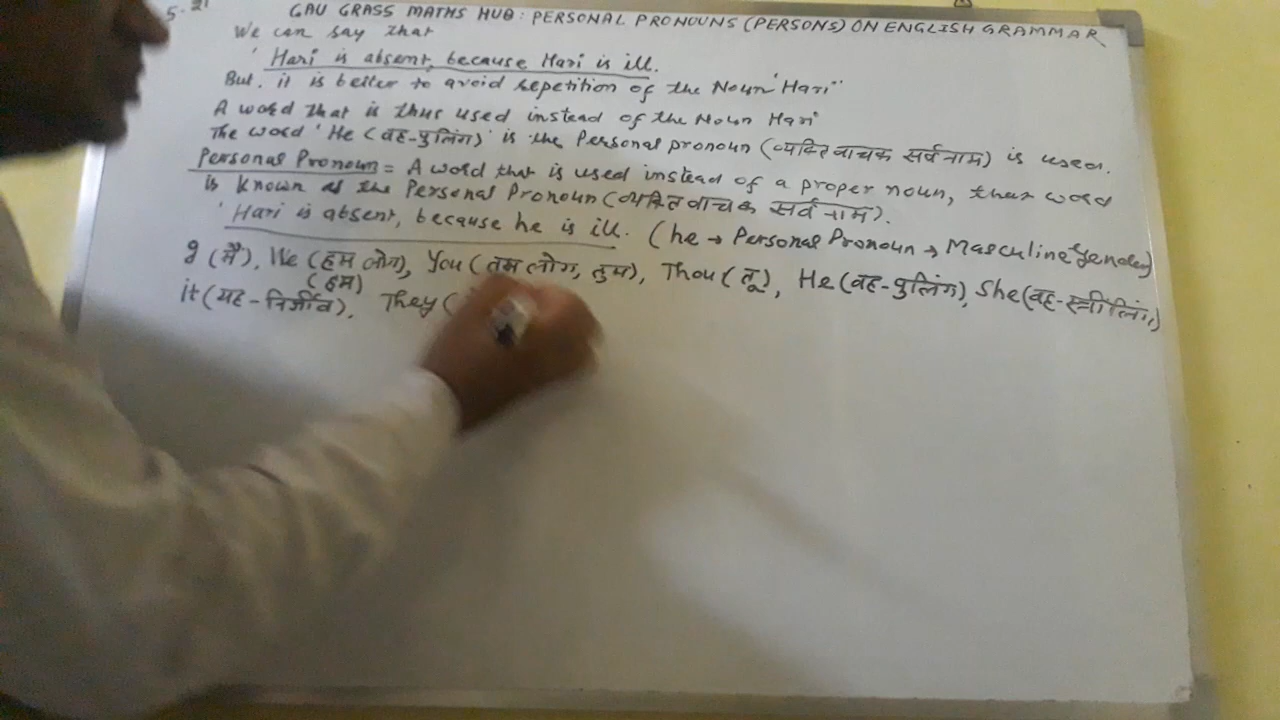 5-21
GAU GRASS MATHS HUB: PERSONAL PRONOUNS (PERSONS) ON ENGLISH GRAMMAR
We can say that
'Hari is absent, because Hari is ill.
But, it is better to avoid repetition of the Noun 'Hari"
A word that is thus used instead of the Noun Hari'
The word 'He (वह-पुलिंग)' is the Personal pronoun (व्यक्तिवाचक सर्वनाम) is used.
Personal Pronoun = A word that is used instead of a proper noun, that word
is known as the Personal Pronoun (व्यक्तिवाचक सर्वनाम).
'Hari is absent, because he is ill. (he → Personal Pronoun → Masculine Gender)
I (मैं), We (हम लोग), You (तुम लोग, तुम), Thou (तू), He (वह-पुलिंग), She (वह-स्त्रीलिंग)
(हम)
it (यह-निर्जीव), They (